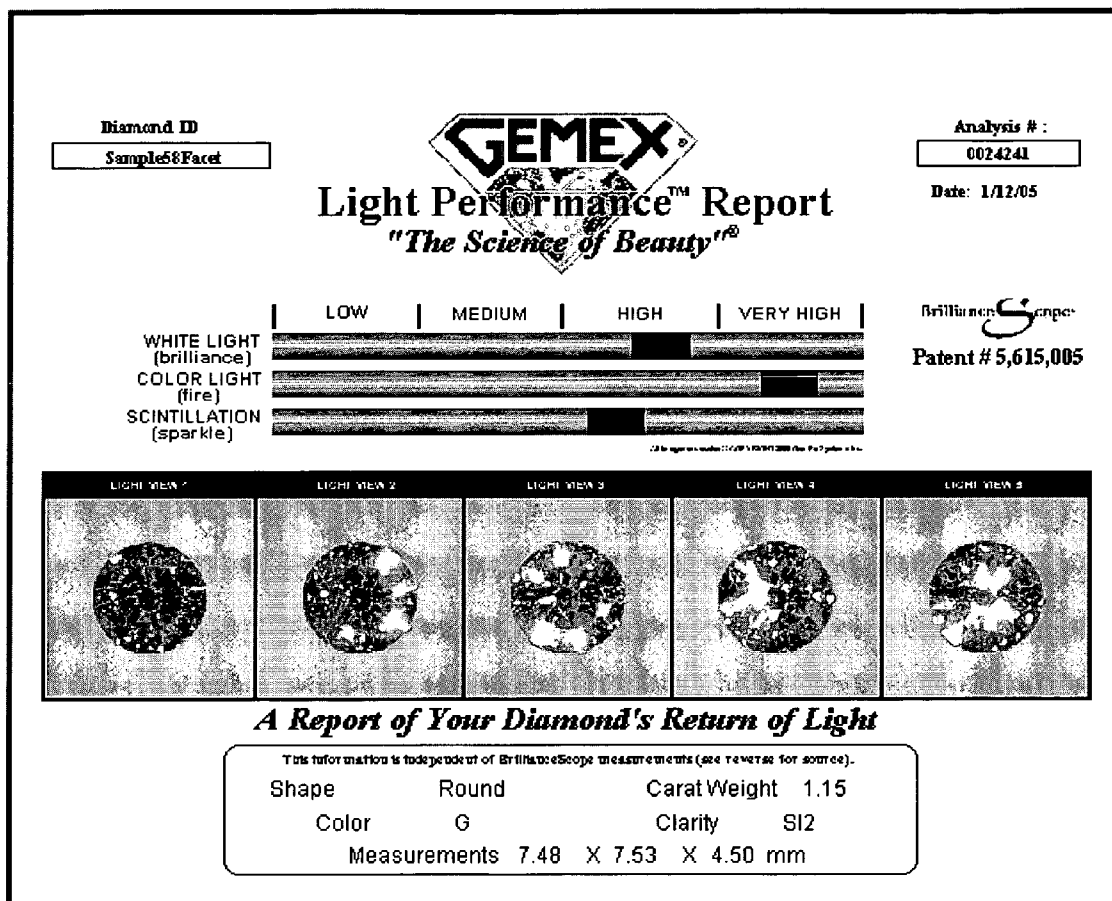 Diamond ID
Sample58Facet
GEMEX®
Analysis # :
0024241
Date: 1/12/05
Light Performance™ Report
"The Science of Beauty"®
LOW MEDIUM HIGH VERY HIGH
WHITE LIGHT
(brilliance)
COLOR LIGHT
(fire)
SCINTILLATION
(sparkle)
BrillianceScope
Patent # 5,615,005
LIGHT VIEW 1 LIGHT VIEW 2 LIGHT VIEW 3 LIGHT VIEW 4 LIGHT VIEW 5
A Report of Your Diamond's Return of Light
This information is independent of BrillianceScope measurements (see reverse for source).
Shape Round Carat Weight 1.15
Color G Clarity SI2
Measurements 7.48 X 7.53 X 4.50 mm